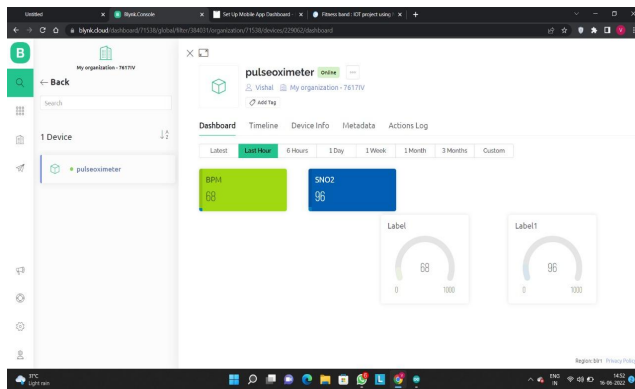 Untitled
Blynk.Console
Set Up Mobile App Dashboard -
Fitness band : IOT project using
blynk.cloud/dashboard/71538/global/filter/384031/organization/71538/devices/229062/dashboard
B
My organization - 7617IV
← Back
Search
1 Device
pulseoximeter
pulseoximeter Online
Vishal My organization - 7617IV
Add Tag
Dashboard Timeline Device Info Metadata Actions Log
Latest Last Hour 6 Hours 1 Day 1 Week 1 Month 3 Months Custom
BPM
68
SNO2
96
Label
68
0 1000
Label1
96
0 1000
Region: blr1 Privacy Policy
31°C
Light rain
ENG
IN
14:52
16-06-2022